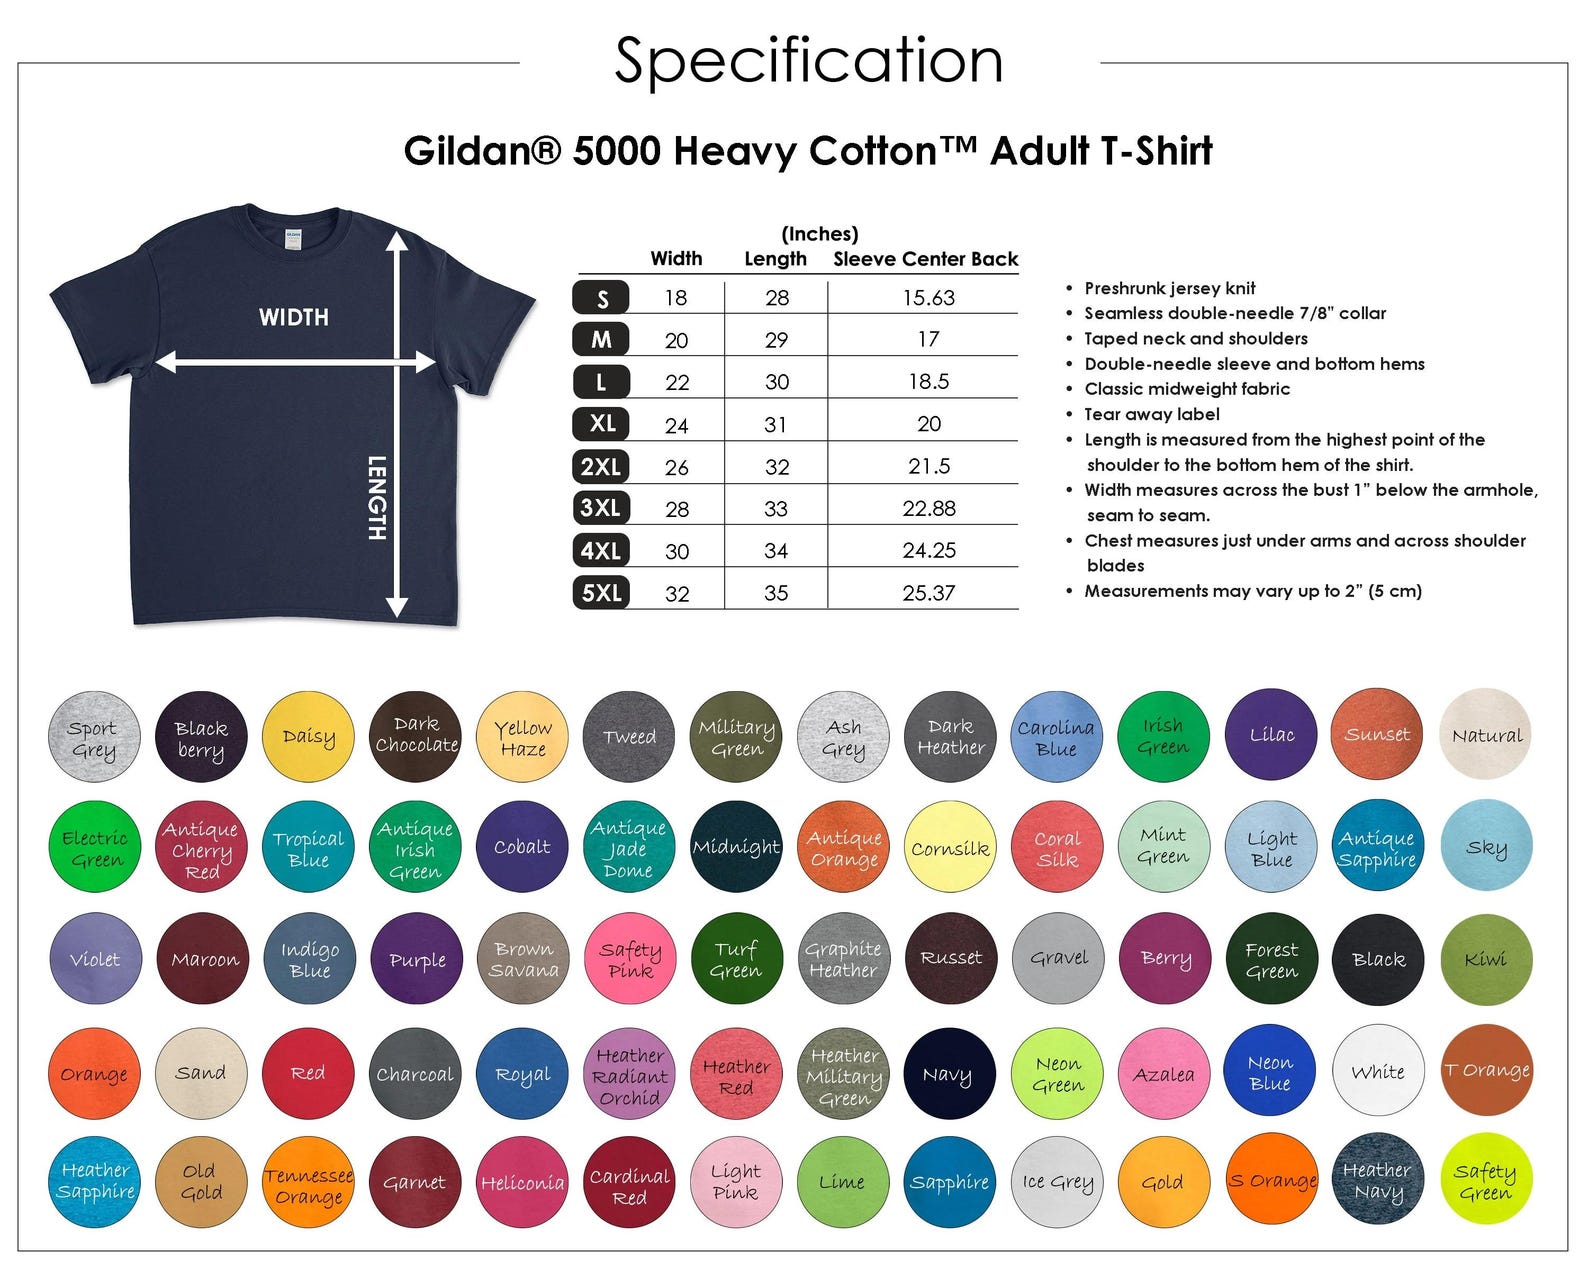 Specification
Gildan® 5000 Heavy Cotton™ Adult T-Shirt
GILDAN
WIDTH
LENGTH
(Inches)
Width Length Sleeve Center Back
S 18 28 15.63
M 20 29 17
L 22 30 18.5
XL 24 31 20
2XL 26 32 21.5
3XL 28 33 22.88
4XL 30 34 24.25
5XL 32 35 25.37
• Preshrunk jersey knit
• Seamless double-needle 7/8" collar
• Taped neck and shoulders
• Double-needle sleeve and bottom hems
• Classic midweight fabric
• Tear away label
• Length is measured from the highest point of the
shoulder to the bottom hem of the shirt.
• Width measures across the bust 1” below the armhole,
seam to seam.
• Chest measures just under arms and across shoulder
blades
• Measurements may vary up to 2” (5 cm)
Sport
Grey
Black
berry
Daisy
Dark
Chocolate
Yellow
Haze
Tweed
Military
Green
Ash
Grey
Dark
Heather
Carolina
Blue
Irish
Green
Lilac
Sunset
Natural
Electric
Green
Antique
Cherry
Red
Tropical
Blue
Antique
Irish
Green
Cobalt
Antique
Jade
Dome
Midnight
Antique
Orange
Cornsilk
Coral
Silk
Mint
Green
Light
Blue
Antique
Sapphire
Sky
Violet
Maroon
Indigo
Blue
Purple
Brown
Savana
Safety
Pink
Turf
Green
Graphite
Heather
Russet
Gravel
Berry
Forest
Green
Black
Kiwi
Orange
Sand
Red
Charcoal
Royal
Heather
Radiant
Orchid
Heather
Red
Heather
Military
Green
Navy
Neon
Green
Azalea
Neon
Blue
White
T Orange
Heather
Sapphire
Old
Gold
Tennessee
Orange
Garnet
Heliconia
Cardinal
Red
Light
Pink
Lime
Sapphire
Ice Grey
Gold
S Orange
Heather
Navy
Safety
Green